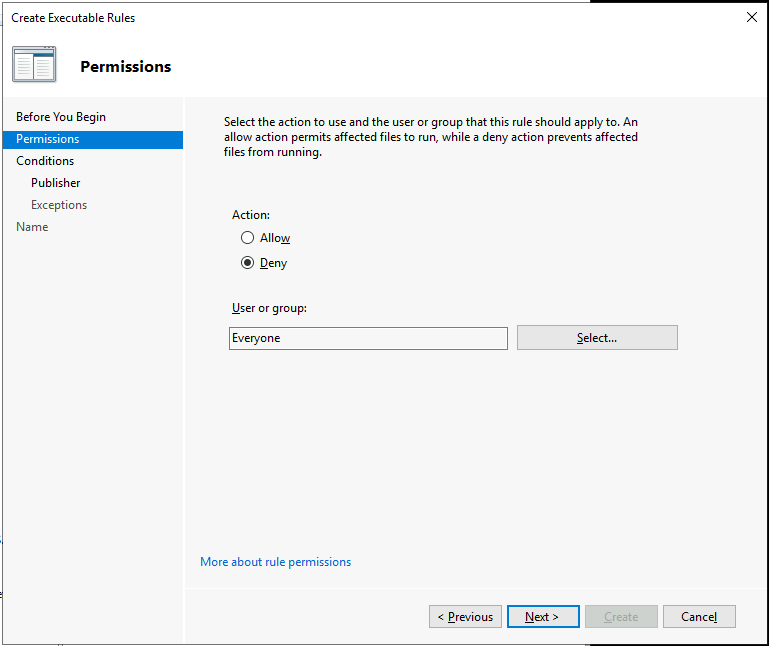 Create Executable Rules
Permissions
Before You Begin
Permissions
Conditions
Publisher
Exceptions
Name
Select the action to use and the user or group that this rule should apply to. An
allow action permits affected files to run, while a deny action prevents affected
files from running.
Action:
Allow
Deny
User or group:
Everyone
Select...
More about rule permissions
< Previous
Next >
Create
Cancel